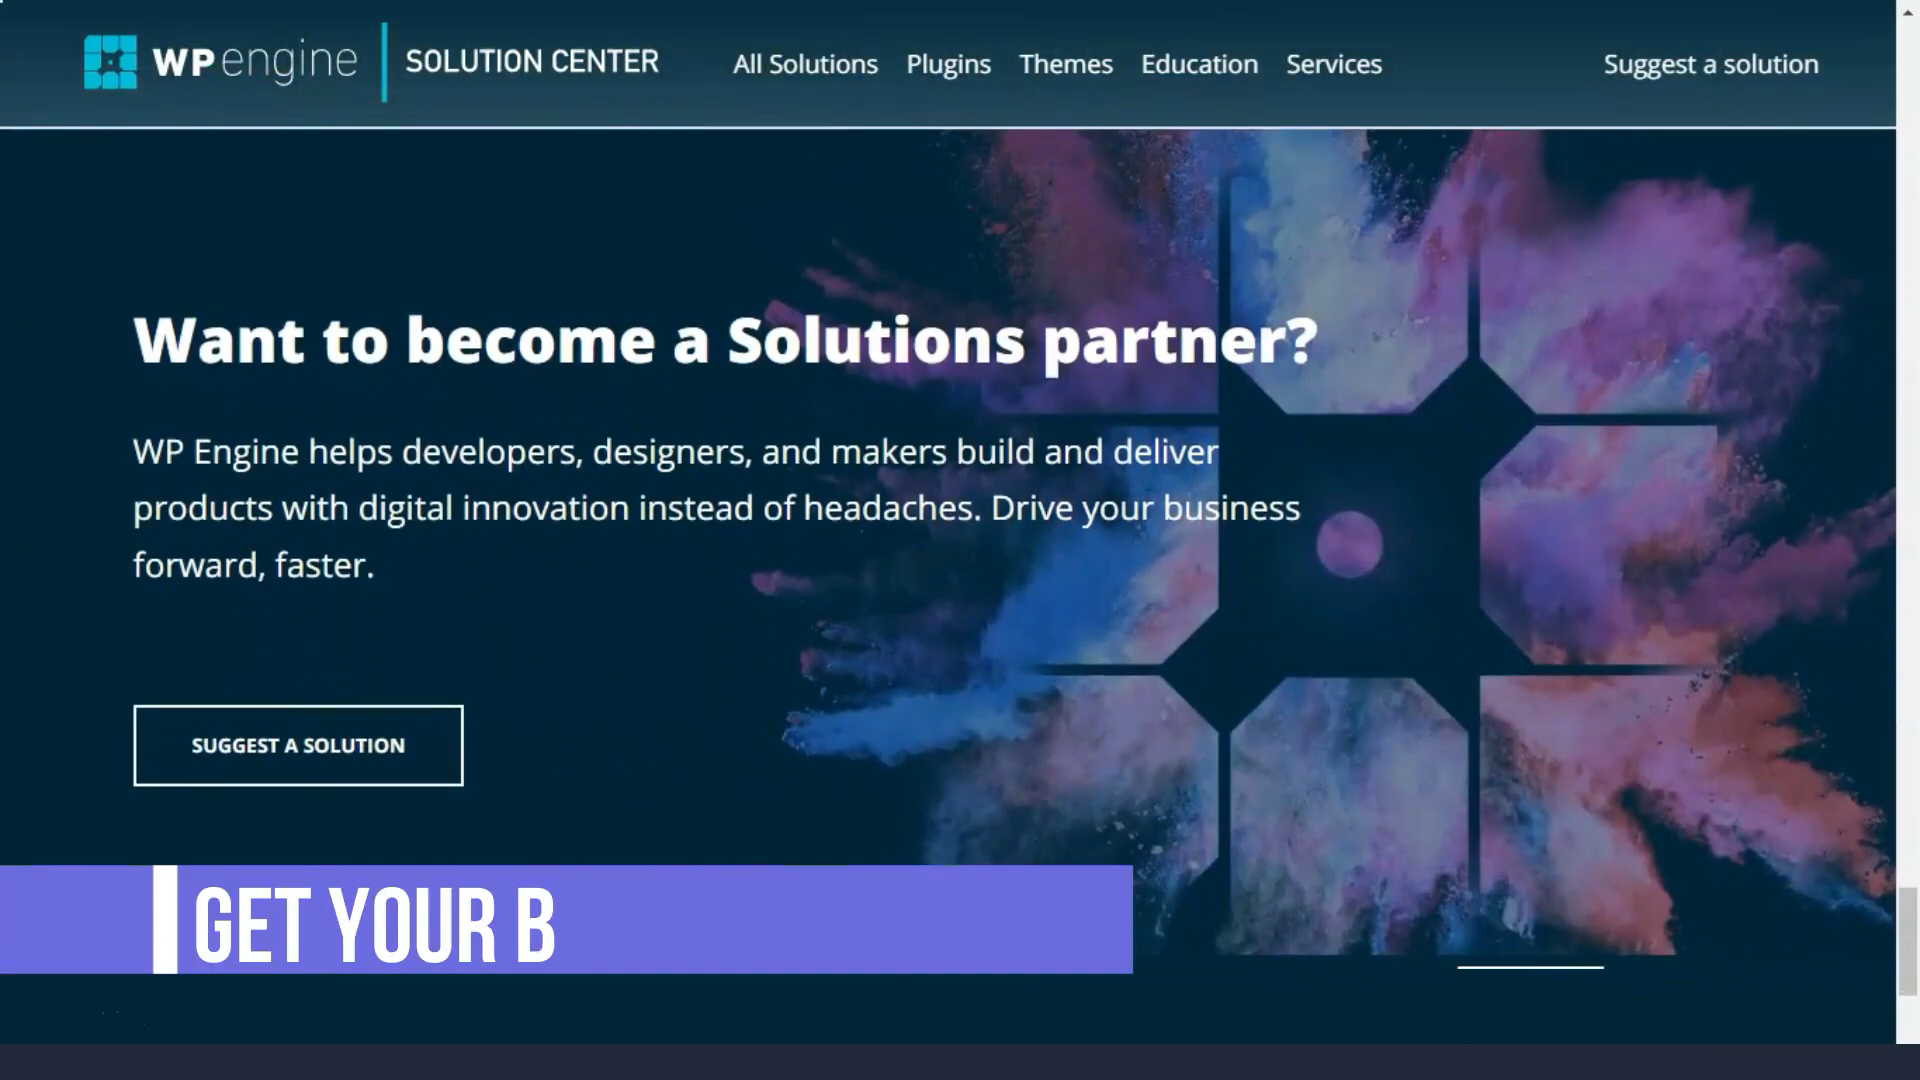 WP engine SOLUTION CENTER All Solutions Plugins Themes Education Services Suggest a solution
Want to become a Solutions partner?
WP Engine helps developers, designers, and makers build and deliver
products with digital innovation instead of headaches. Drive your business
forward, faster.
SUGGEST A SOLUTION
GET YOUR B